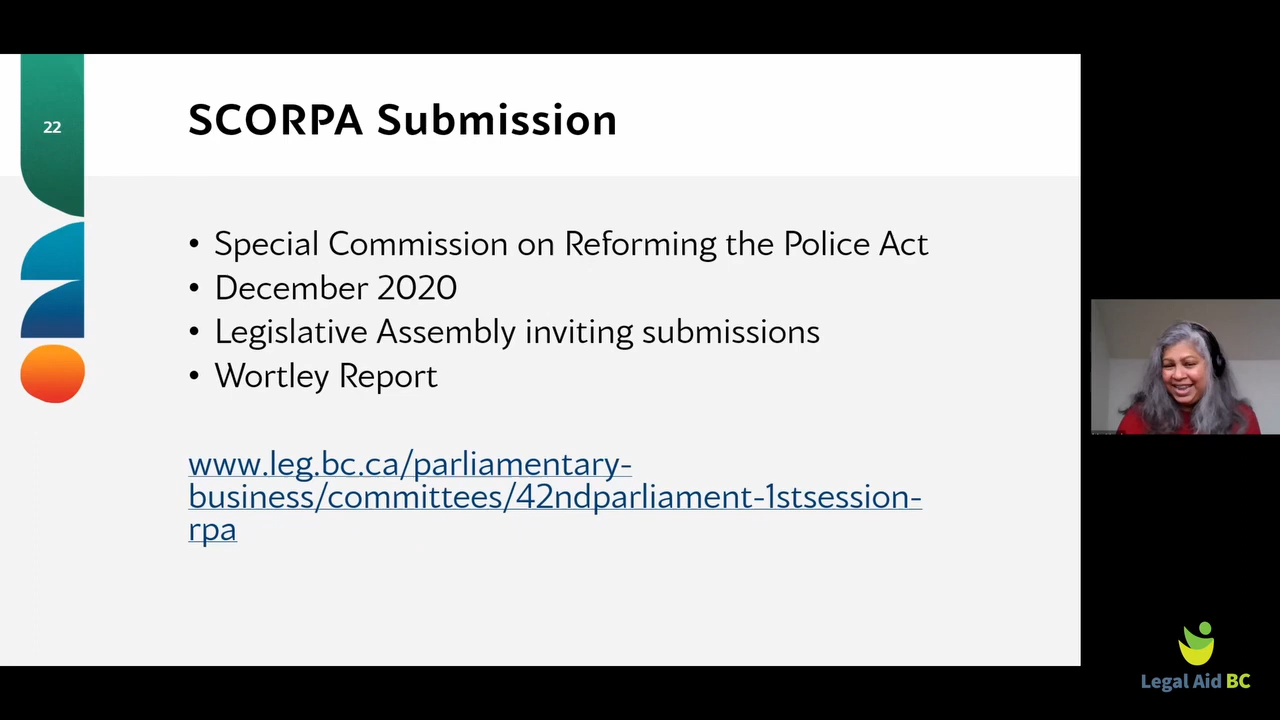 22
SCORPA Submission
• Special Commission on Reforming the Police Act
• December 2020
• Legislative Assembly inviting submissions
• Wortley Report
www.leg.bc.ca/parliamentary-
business/committees/42ndparliament-1stsession-
rpa
Legal Aid BC